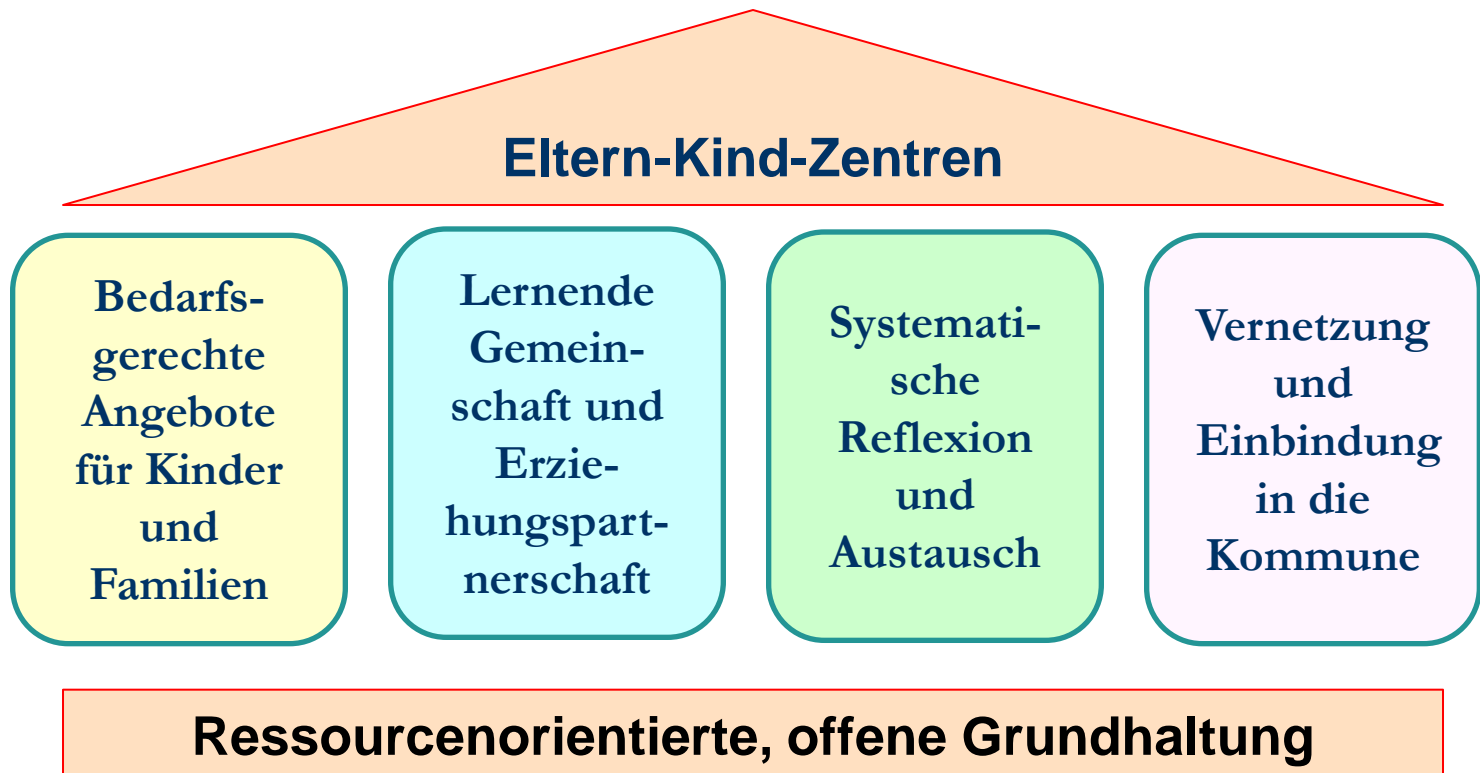 Eltern-Kind-Zentren
Bedarfs-
gerechte
Angebote
für Kinder
und
Familien
Lernende
Gemein-
schaft und
Erzie-
hungspart-
nerschaft
Systemati-
sche
Reflexion
und
Austausch
Vernetzung
und
Einbindung
in die
Kommune
Ressourcenorientierte, offene Grundhaltung